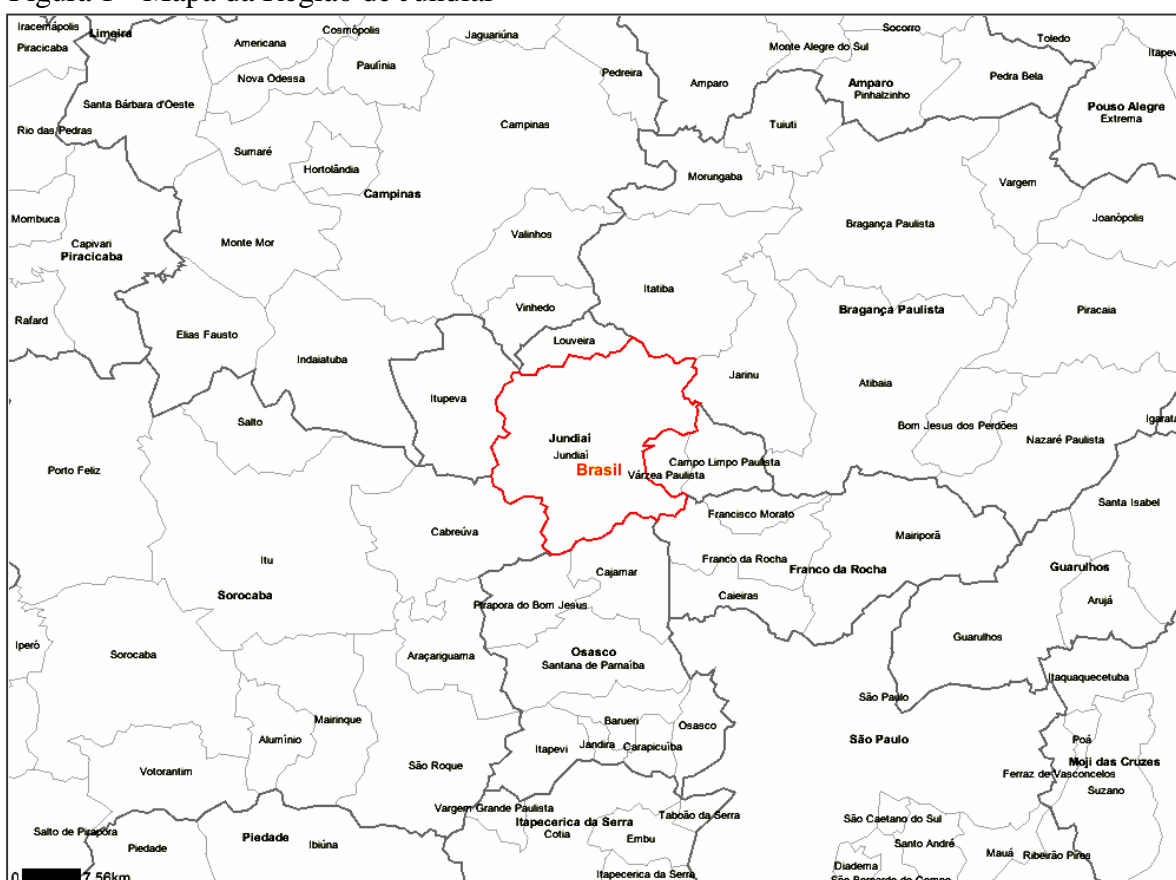 Figura 1 - Mapa da Região de Jundiaí
Iracemápolis
Limeira
Cosmópolis
Jaguariúna
Socorro
Toledo
Piracicaba
Americana
Monte Alegre do Sul
Itapev
Paulínia
Pedreira
Nova Odessa
Amparo
Amparo
Pinhalzinho
Pedra Bela
Santa Bárbara d'Oeste
Pouso Alegre
Extrema
Rio das Pedras
Campinas
Tuiuti
Sumaré
Hortolândia
Morungaba
Vargem
Campinas
Mombuca
Joanópolis
Bragança Paulista
Capivari
Piracicaba
Monte Mor
Valinhos
Itatiba
Vinhedo
Bragança Paulista
Piracaia
Rafard
Elias Fausto
Louveira
Indaiatuba
Jarinu
Atibaia
Itupeva
Salto
Bom Jesus dos Perdões
Igaratá
Jundiaí
Jundiaí
Nazaré Paulista
Porto Feliz
Brasil
Campo Limpo Paulista
Várzea Paulista
Santa Isabel
Francisco Morato
Cabreúva
Mairiporã
Itu
Franco da Rocha
Franco da Rocha
Cajamar
Guarulhos
Sorocaba
Caieiras
Arujá
Pirapora do Bom Jesus
Iperó
Sorocaba
Araçariguama
Osasco
Santana de Parnaíba
Guarulhos
Itaquaquecetuba
São Paulo
Mairinque
Barueri
Osasco
Alumínio
Itapevi
Jandira
Carapicuíba
São Paulo
Poá
Votorantim
São Roque
Moji das Cruzes
Ferraz de Vasconcelos
Suzano
Vargem Grande Paulista
Itapecerica da Serra
Taboão da Serra
Cotia
São Caetano do Sul
Salto de Pirapora
Piedade
Piedade
Ibiúna
Embu
Santo André
Mauá
Ribeirão Pires
Diadema
Itapecerica da Serra
São Bernardo do Campo
0
7.56km